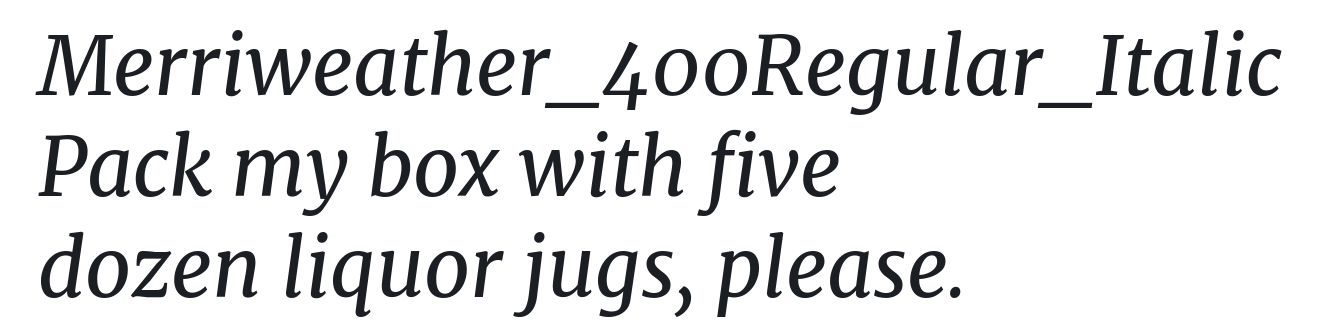 Merriweather_400Regular_Italic
Pack my box with five
dozen liquor jugs, please.